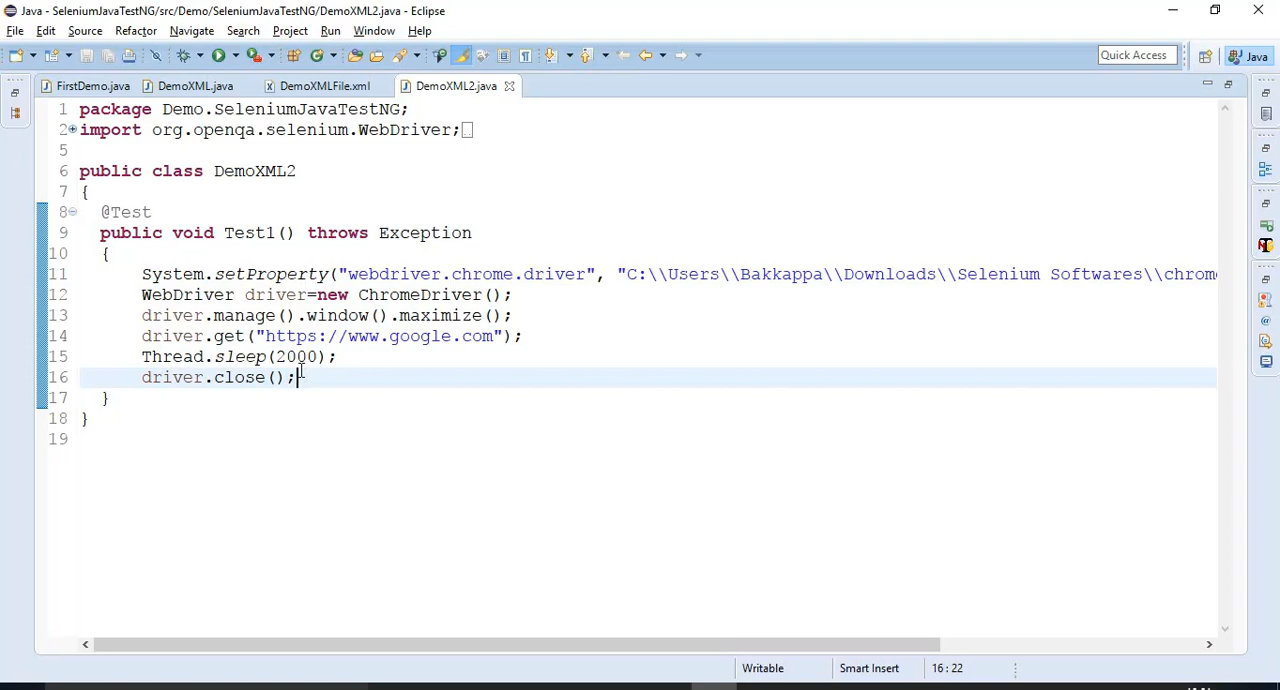 Java - SeleniumJavaTestNG/src/Demo/SeleniumJavaTestNG/DemoXML2.java - Eclipse
File Edit Source Refactor Navigate Search Project Run Window Help
Quick Access Java
FirstDemo.java DemoXML.java DemoXMLFile.xml DemoXML2.java
1 package Demo.SeleniumJavaTestNG;
2 import org.openqa.selenium.WebDriver;
5
6 public class DemoXML2
7 {
8 @Test
9 public void Test1() throws Exception
10 {
11 System.setProperty("webdriver.chrome.driver", "C:\\Users\\Bakkappa\\Downloads\\Selenium Softwares\\chrom
12 WebDriver driver=new ChromeDriver();
13 driver.manage().window().maximize();
14 driver.get("https://www.google.com");
15 Thread.sleep(2000);
16 driver.close();
17 }
18 }
19
Writable Smart Insert 16 : 22